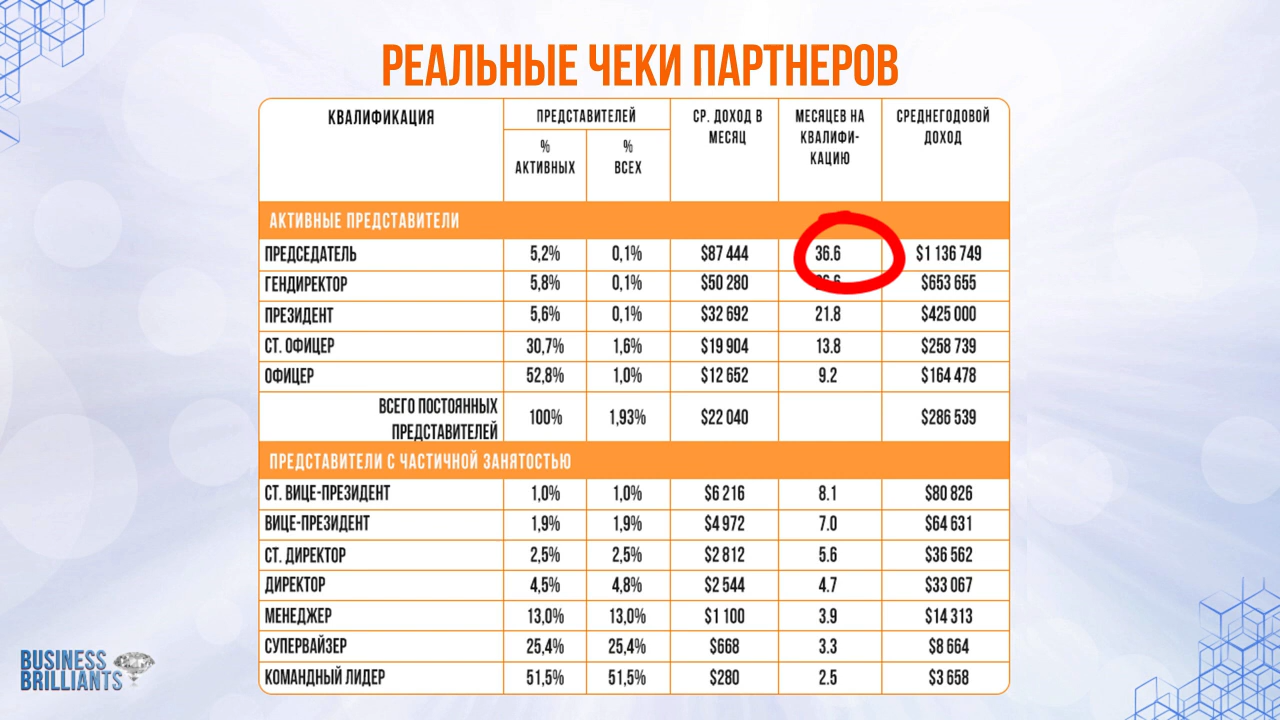 РЕАЛЬНЫЕ ЧЕКИ ПАРТНЕРОВ
КВАЛИФИКАЦИЯ ПРЕДСТАВИТЕЛЕЙ СР. ДОХОД В МЕСЯЦ МЕСЯЦЕВ НА КВАЛИФИ-КАЦИЮ СРЕДНЕГОДОВОЙ ДОХОД
% АКТИВНЫХ % ВСЕХ
АКТИВНЫЕ ПРЕДСТАВИТЕЛИ
ПРЕДСЕДАТЕЛЬ 5,2% 0,1% $87 444 36.6 $1 136 749
ГЕНДИРЕКТОР 5,8% 0,1% $50 280 $653 655
ПРЕЗИДЕНТ 5,6% 0,1% $32 692 21.8 $425 000
СТ. ОФИЦЕР 30,7% 1,6% $19 904 13.8 $258 739
ОФИЦЕР 52,8% 1,0% $12 652 9.2 $164 478
ВСЕГО ПОСТОЯННЫХ ПРЕДСТАВИТЕЛЕЙ 100% 1,93% $22 040 $286 539
ПРЕДСТАВИТЕЛИ С ЧАСТИЧНОЙ ЗАНЯТОСТЬЮ
СТ. ВИЦЕ-ПРЕЗИДЕНТ 1,0% 1,0% $6 216 8.1 $80 826
ВИЦЕ-ПРЕЗИДЕНТ 1,9% 1,9% $4 972 7.0 $64 631
СТ. ДИРЕКТОР 2,5% 2,5% $2 812 5.6 $36 562
ДИРЕКТОР 4,5% 4,8% $2 544 4.7 $33 067
МЕНЕДЖЕР 13,0% 13,0% $1 100 3.9 $14 313
СУПЕРВАЙЗЕР 25,4% 25,4% $668 3.3 $8 664
КОМАНДНЫЙ ЛИДЕР 51,5% 51,5% $280 2.5 $3 658
BUSINESS
BRILLIANTS